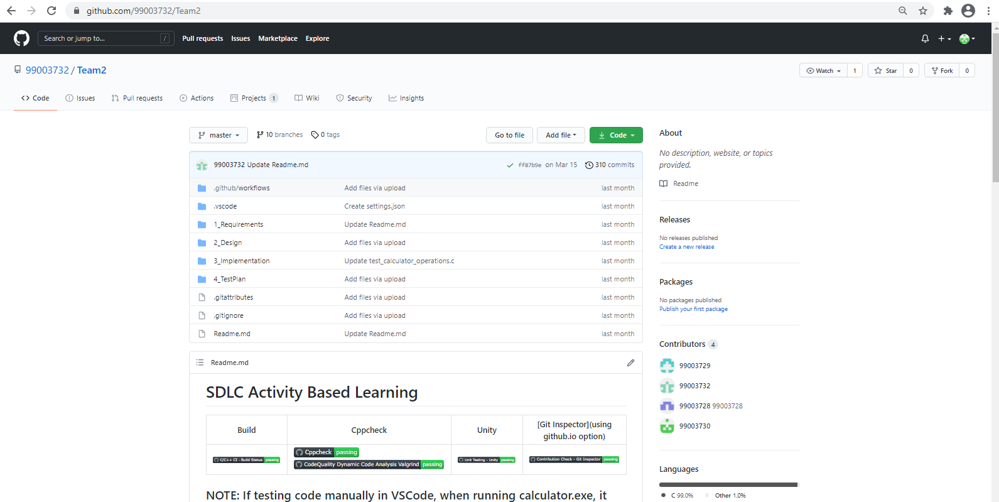 github.com/99003732/Team2
Search or jump to... /
Pull requests Issues Marketplace Explore
99003732 / Team2
Watch 1 Star 0 Fork 0
Code Issues Pull requests Actions Projects 1 Wiki Security Insights
master 10 branches 0 tags Go to file Add file Code
99003732 Update Readme.md ff87b9e on Mar 15 310 commits
.github/workflows Add files via upload last month
.vscode Create settings.json last month
1_Requirements Update Readme.md last month
2_Design Add files via upload last month
3_Implementation Update test_calculator_operations.c last month
4_TestPlan Add files via upload last month
.gitattributes Add files via upload last month
.gitignore Add files via upload last month
Readme.md Update Readme.md last month
Readme.md
SDLC Activity Based Learning
Build Cppcheck Unity [Git Inspector](using
github.io option)
C/C++ CI - Build Status passing
Cppcheck passing
CodeQuality Dynamic Code Analysis Valgrind passing
Unit Testing - Unity passing
Contribution Check - Git Inspector passing
NOTE: If testing code manually in VSCode, when running calculator.exe, it
About
No description, website, or topics
provided.
Readme
Releases
No releases published
Create a new release
Packages
No packages published
Publish your first package
Contributors 4
99003729
99003732
99003728 99003728
99003730
Languages
C 99.0% Other 1.0%